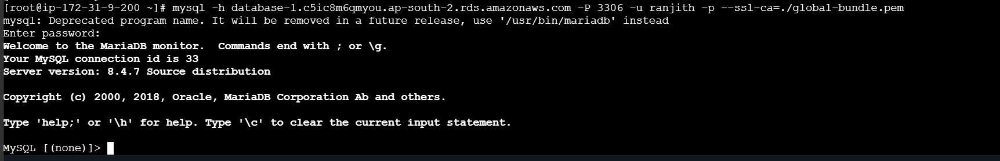 [root@ip-172-31-9-200 ~]# mysql -h database-1.c5ic8m6qmyou.ap-south-2.rds.amazonaws.com -P 3306 -u ranjith -p --ssl-ca=./global-bundle.pem
mysql: Deprecated program name. It will be removed in a future release, use '/usr/bin/mariadb' instead
Enter password:
Welcome to the MariaDB monitor.  Commands end with ; or \g.
Your MySQL connection id is 33
Server version: 8.4.7 Source distribution
Copyright (c) 2000, 2018, Oracle, MariaDB Corporation Ab and others.
Type 'help;' or '\h' for help. Type '\c' to clear the current input statement.
MySQL [(none)]>